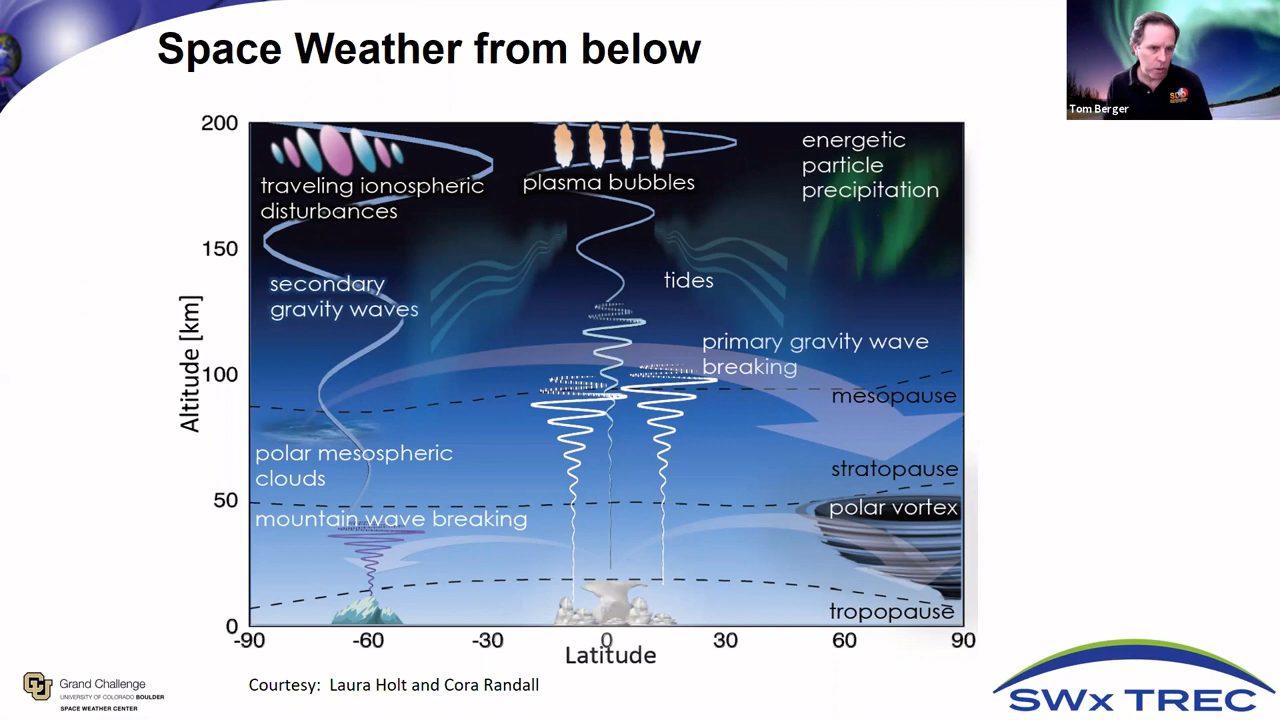 Space Weather from below
Tom Berger
200
150
100
50
0
Altitude [km]
traveling ionospheric
disturbances
plasma bubbles
energetic
particle
precipitation
secondary
gravity waves
tides
primary gravity wave
breaking
mesopause
polar mesospheric
clouds
stratopause
polar vortex
mountain wave breaking
tropopause
-90
-60
-30
0
30
60
90
Latitude
Courtesy: Laura Holt and Cora Randall
CU
Grand Challenge
UNIVERSITY OF COLORADO BOULDER
SPACE WEATHER CENTER
SWx TREC